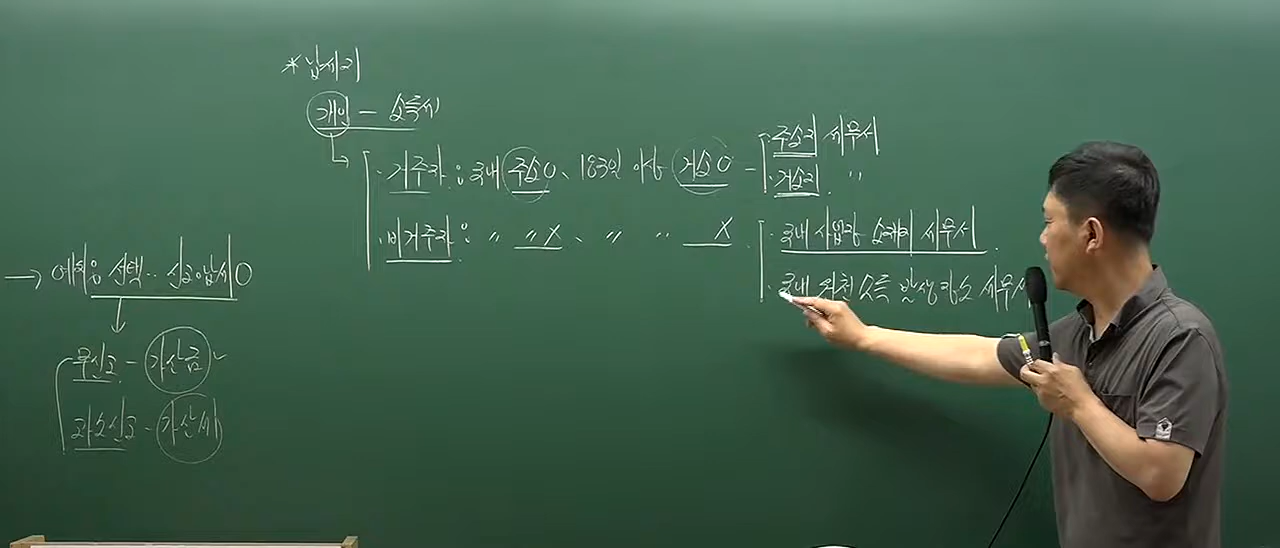 * 납세지
개인 - 소득세
· 거주자 : 국내 주소0、 183일 이상 거소0 - · 주소지 세무서
· 거소지 "
· 비거주자 : " " X 、 " " X · 국내 사업장 소재지 세무서
· 국내 원천 소득 발생장소 세무서
→ 예외 선택.. 신고납세0
무신고 - 가산금
과소신고 - 가산세